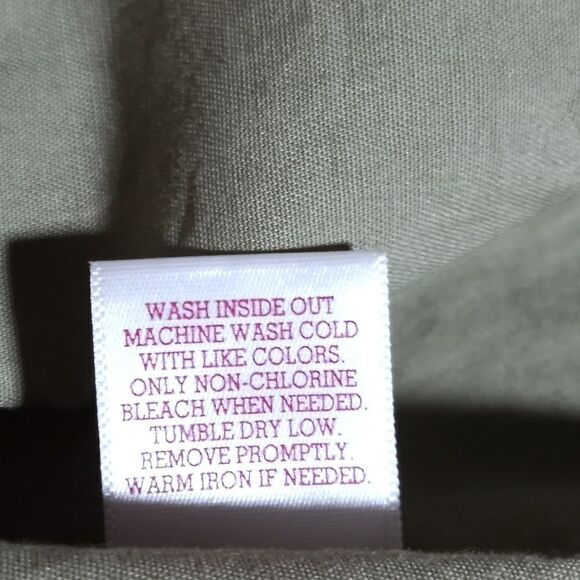 WASH INSIDE OUT
MACHINE WASH COLD
WITH LIKE COLORS.
ONLY NON-CHLORINE
BLEACH WHEN NEEDED.
TUMBLE DRY LOW.
REMOVE PROMPTLY.
WARM IRON IF NEEDED.